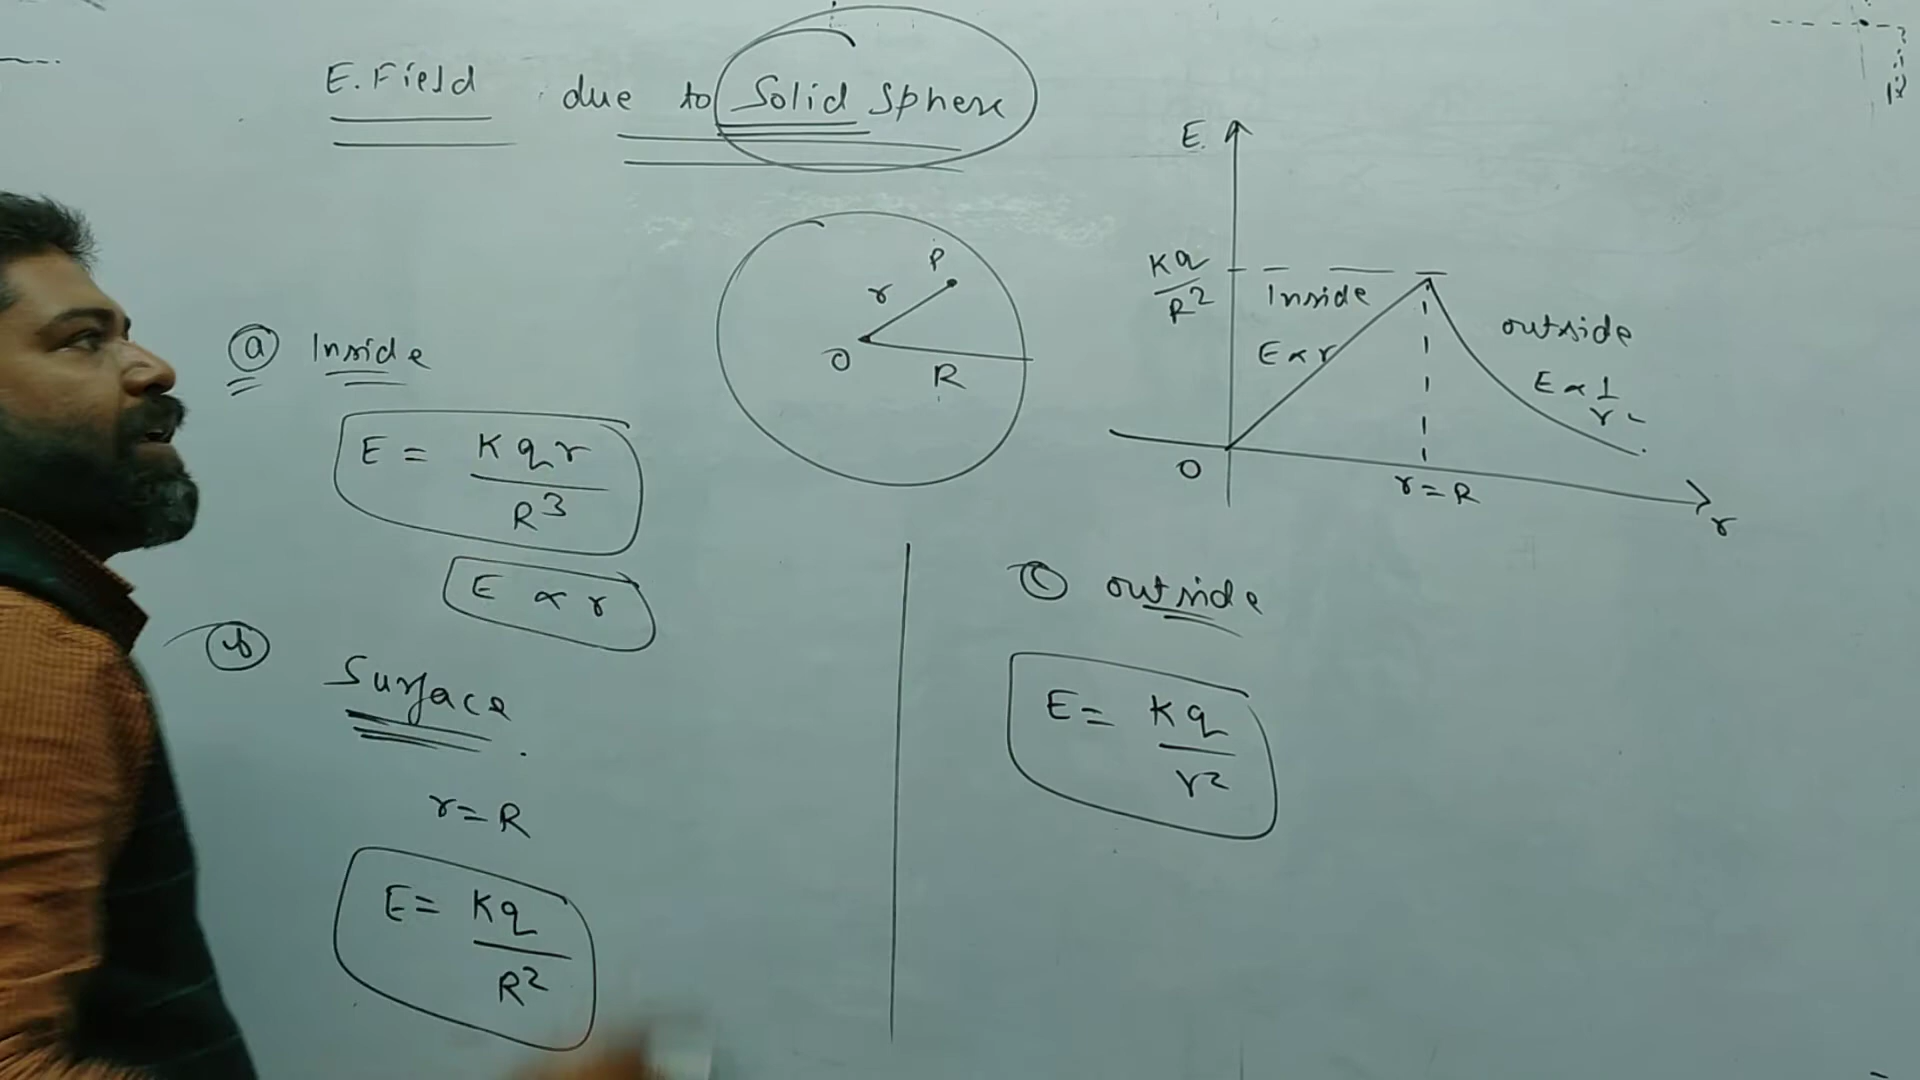 E. Field due to Solid Sphere
P
r
O
R
E
Kq
R²
Inside
E ∝ r
outside
E ∝ 1
r²
O
r = R
r
(a) Inside
E = Kqr
R³
E ∝ r
(b)
Surface
r = R
E = Kq
R²
(c) outside
E = Kq
r²